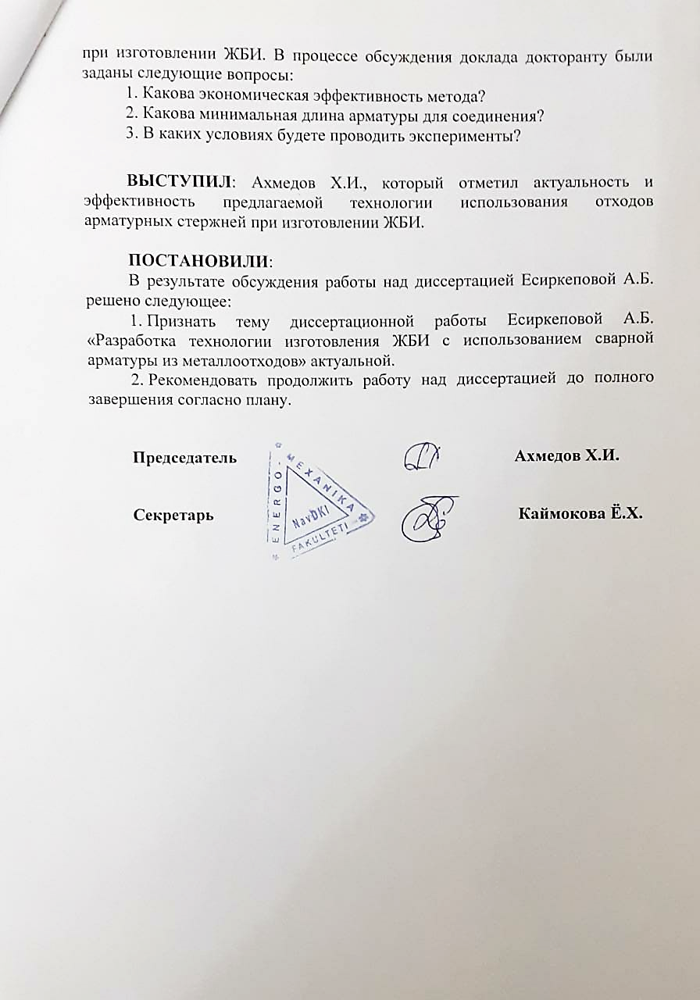 при изготовлении ЖБИ. В процессе обсуждения доклада докторанту были
заданы следующие вопросы:
1. Какова экономическая эффективность метода?
2. Какова минимальная длина арматуры для соединения?
3. В каких условиях будете проводить эксперименты?
ВЫСТУПИЛ: Ахмедов Х.И., который отметил актуальность и
эффективность предлагаемой технологии использования отходов
арматурных стержней при изготовлении ЖБИ.
ПОСТАНОВИЛИ:
В результате обсуждения работы над диссертацией Есиркеповой А.Б.
решено следующее:
1. Признать тему диссертационной работы Есиркеповой А.Б.
«Разработка технологии изготовления ЖБИ с использованием сварной
арматуры из металлоотходов» актуальной.
2. Рекомендовать продолжить работу над диссертацией до полного
завершения согласно плану.
Председатель Ахмедов Х.И.
ENERGO-
MEXANIKA
NavDKI
FAKULTETI
Секретарь Каймокова Ё.Х.